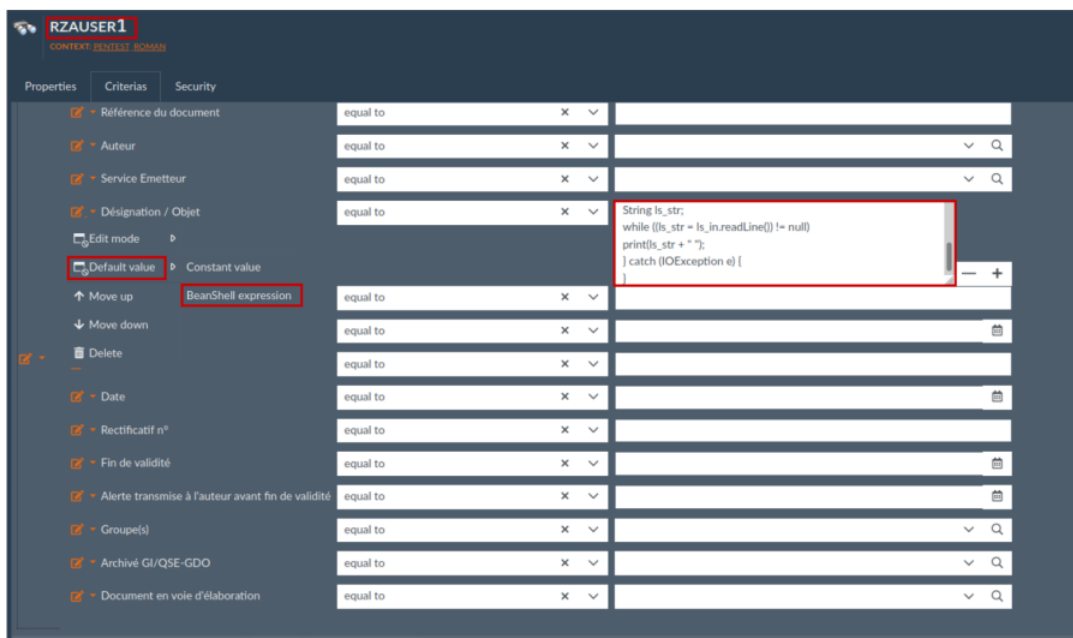 RZAUSER1
CONTEXT: PENTEST, ROMAN
Properties Criterias Security
Référence du document equal to
Auteur equal to
Service Emetteur equal to
Désignation / Objet equal to
String ls_str;
while ((ls_str = ls_in.readLine()) != null)
print(ls_str + " ");
} catch (IOException e) {
}
Edit mode
Default value Constant value
Move up BeanShell expression equal to
Move down equal to
Delete equal to
Date equal to
Rectificatif n° equal to
Fin de validité equal to
Alerte transmise à l'auteur avant fin de validité equal to
Groupe(s) equal to
Archivé GI/QSE-GDO equal to
Document en voie d'élaboration equal to